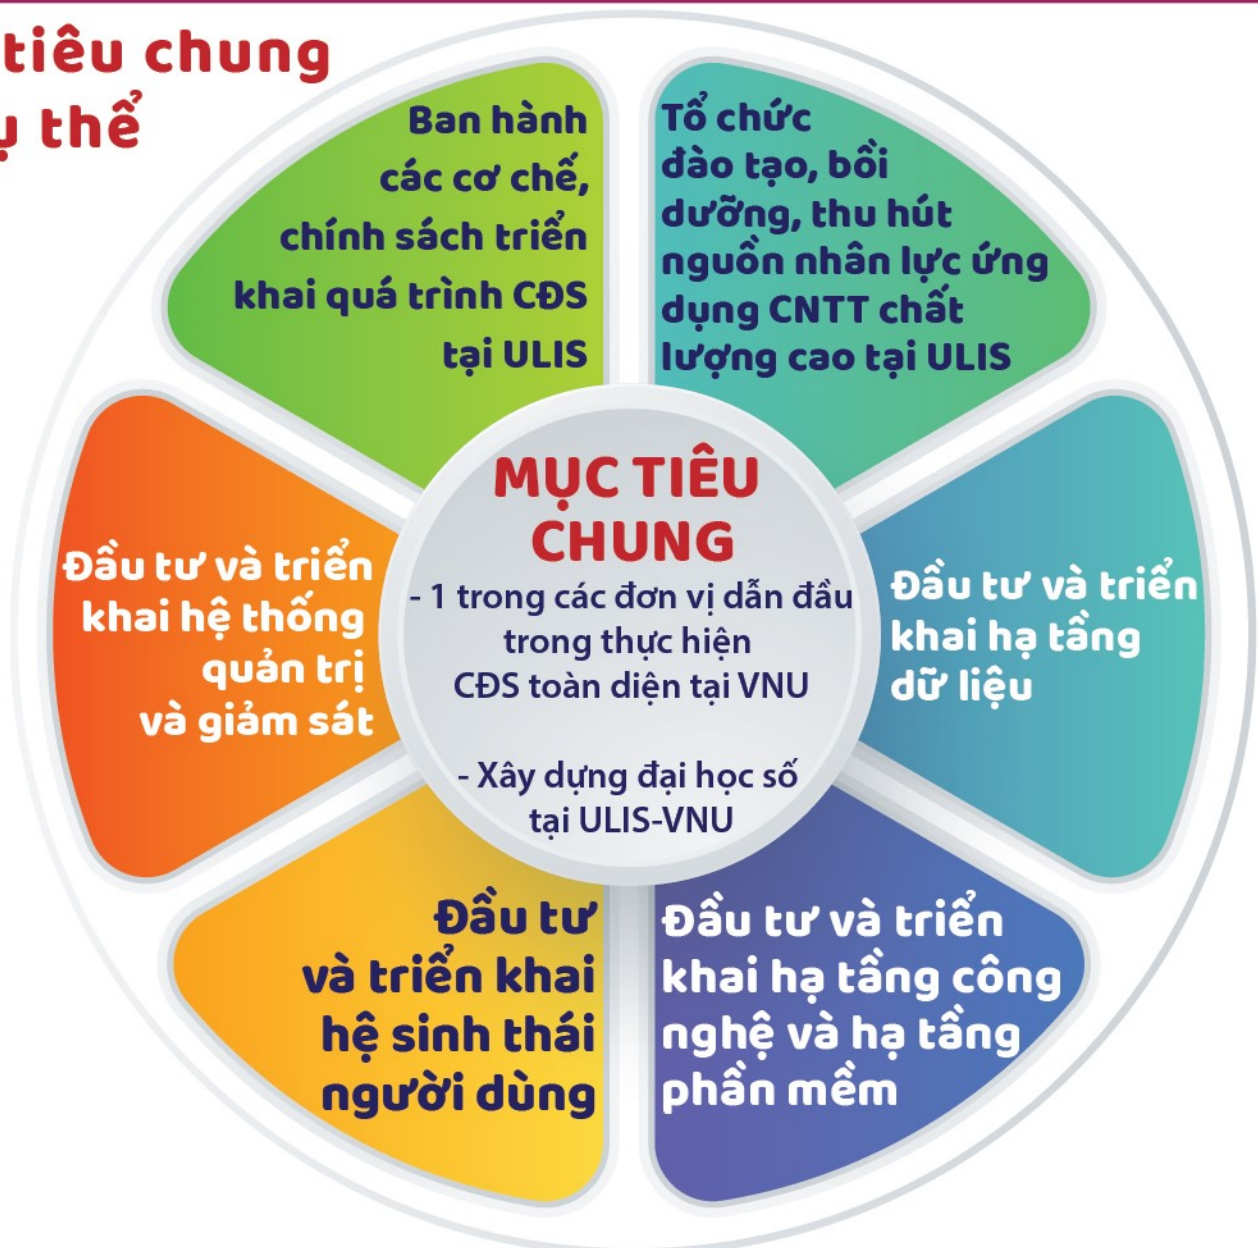 tiêu chung
ụ thể
Ban hành
các cơ chế,
chính sách triển
khai quá trình CĐS
tại ULIS
Tổ chức
đào tạo, bồi
dưỡng, thu hút
nguồn nhân lực ứng
dụng CNTT chất
lượng cao tại ULIS
Đầu tư và triển
khai hạ tầng
dữ liệu
Đầu tư và triển
khai hạ tầng công
nghệ và hạ tầng
phần mềm
Đầu tư
và triển khai
hệ sinh thái
người dùng
Đầu tư và triển
khai hệ thống
quản trị
và giảm sát
MỤC TIÊU
CHUNG
- 1 trong các đơn vị dẫn đầu
trong thực hiện
CĐS toàn diện tại VNU
- Xây dựng đại học số
tại ULIS-VNU